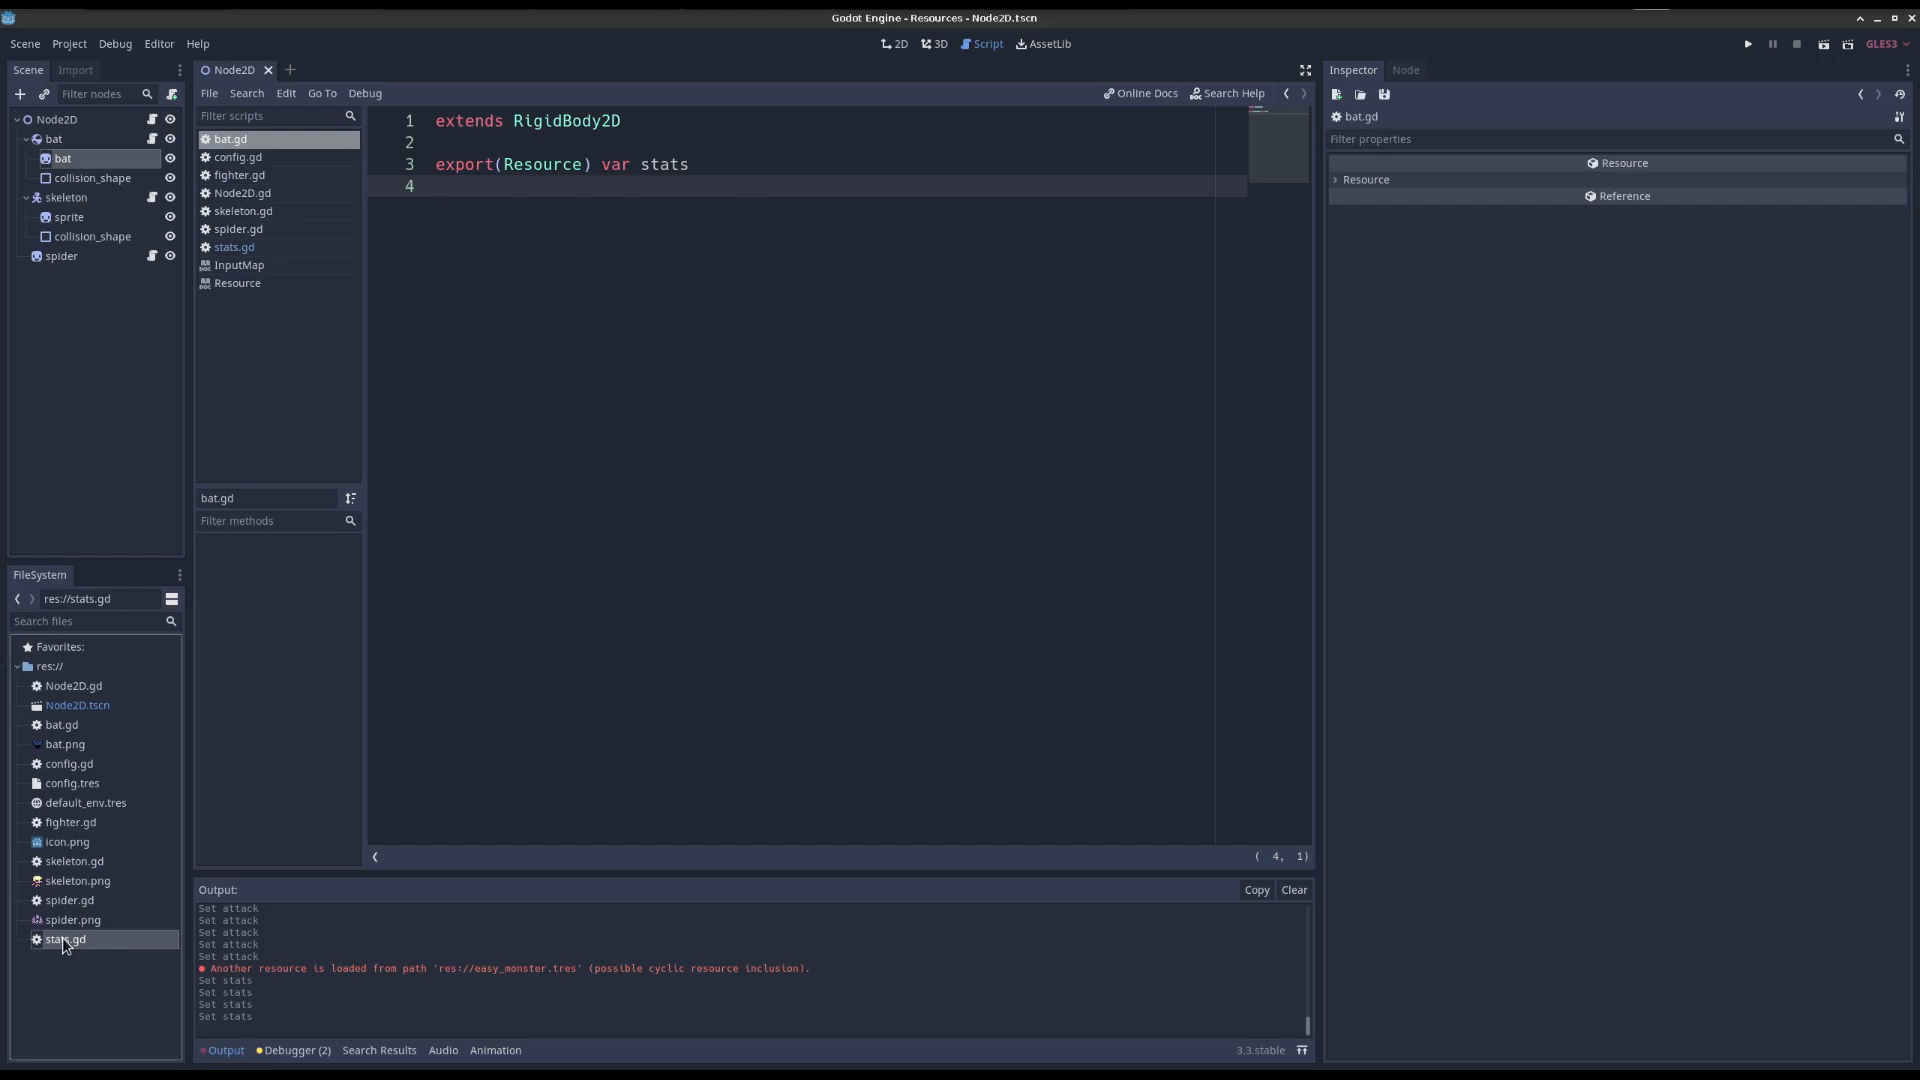 Godot Engine - Resources - Node2D.tscn
Scene Project Debug Editor Help
2D 3D Script AssetLib
GLES3
Scene Import
Filter nodes
Node2D
bat
bat
collision_shape
skeleton
sprite
collision_shape
spider
FileSystem
res://stats.gd
Search files
Favorites:
res://
Node2D.gd
Node2D.tscn
bat.gd
bat.png
config.gd
config.tres
default_env.tres
fighter.gd
icon.png
skeleton.gd
skeleton.png
spider.gd
spider.png
stats.gd
Node2D
File Search Edit Go To Debug
Online Docs Search Help
Filter scripts
bat.gd
config.gd
fighter.gd
Node2D.gd
skeleton.gd
spider.gd
stats.gd
InputMap
Resource
bat.gd
Filter methods
1 extends RigidBody2D
2
3 export(Resource) var stats
4
( 4, 1)
Output:
Copy Clear
Set attack
Set attack
Set attack
Set attack
Set attack
Another resource is loaded from path 'res://easy_monster.tres' (possible cyclic resource inclusion).
Set stats
Set stats
Set stats
Set stats
Output Debugger (2) Search Results Audio Animation
3.3.stable
Inspector Node
bat.gd
Filter properties
Resource
Resource
Reference